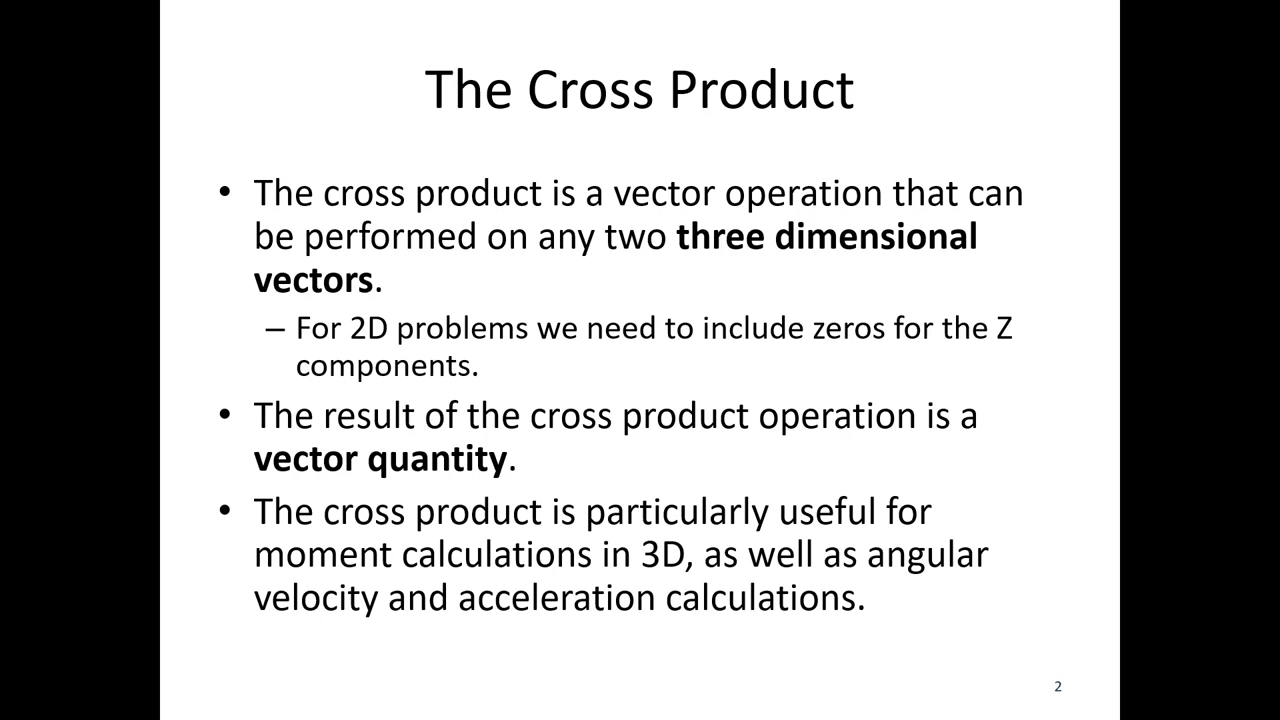 The Cross Product
• The cross product is a vector operation that can
be performed on any two three dimensional
vectors.
– For 2D problems we need to include zeros for the Z
components.
• The result of the cross product operation is a
vector quantity.
• The cross product is particularly useful for
moment calculations in 3D, as well as angular
velocity and acceleration calculations.
2